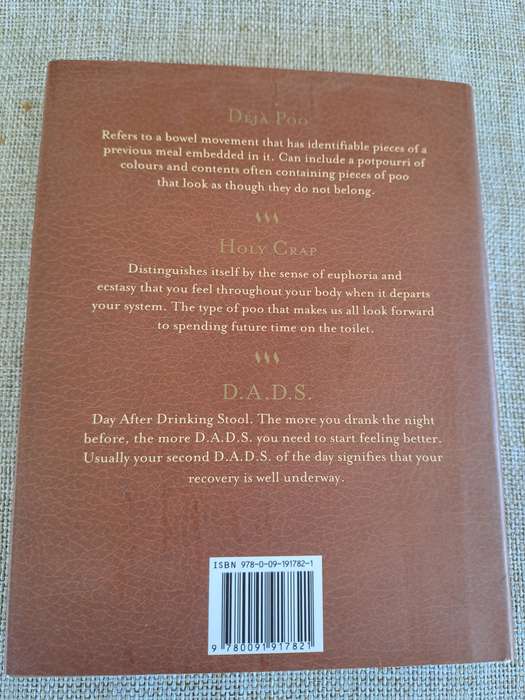 Déjà Poo
Refers to a bowel movement that has identifiable pieces of a
previous meal embedded in it. Can include a potpourri of
colours and contents often containing pieces of poo
that look as though they do not belong.
Holy Crap
Distinguishes itself by the sense of euphoria and
ecstasy that you feel throughout your body when it departs
your system. The type of poo that makes us all look forward
to spending future time on the toilet.
D.A.D.S.
Day After Drinking Stool. The more you drank the night
before, the more D.A.D.S. you need to start feeling better.
Usually your second D.A.D.S. of the day signifies that your
recovery is well underway.
ISBN 978-0-09-191782-1
9 780091 917821